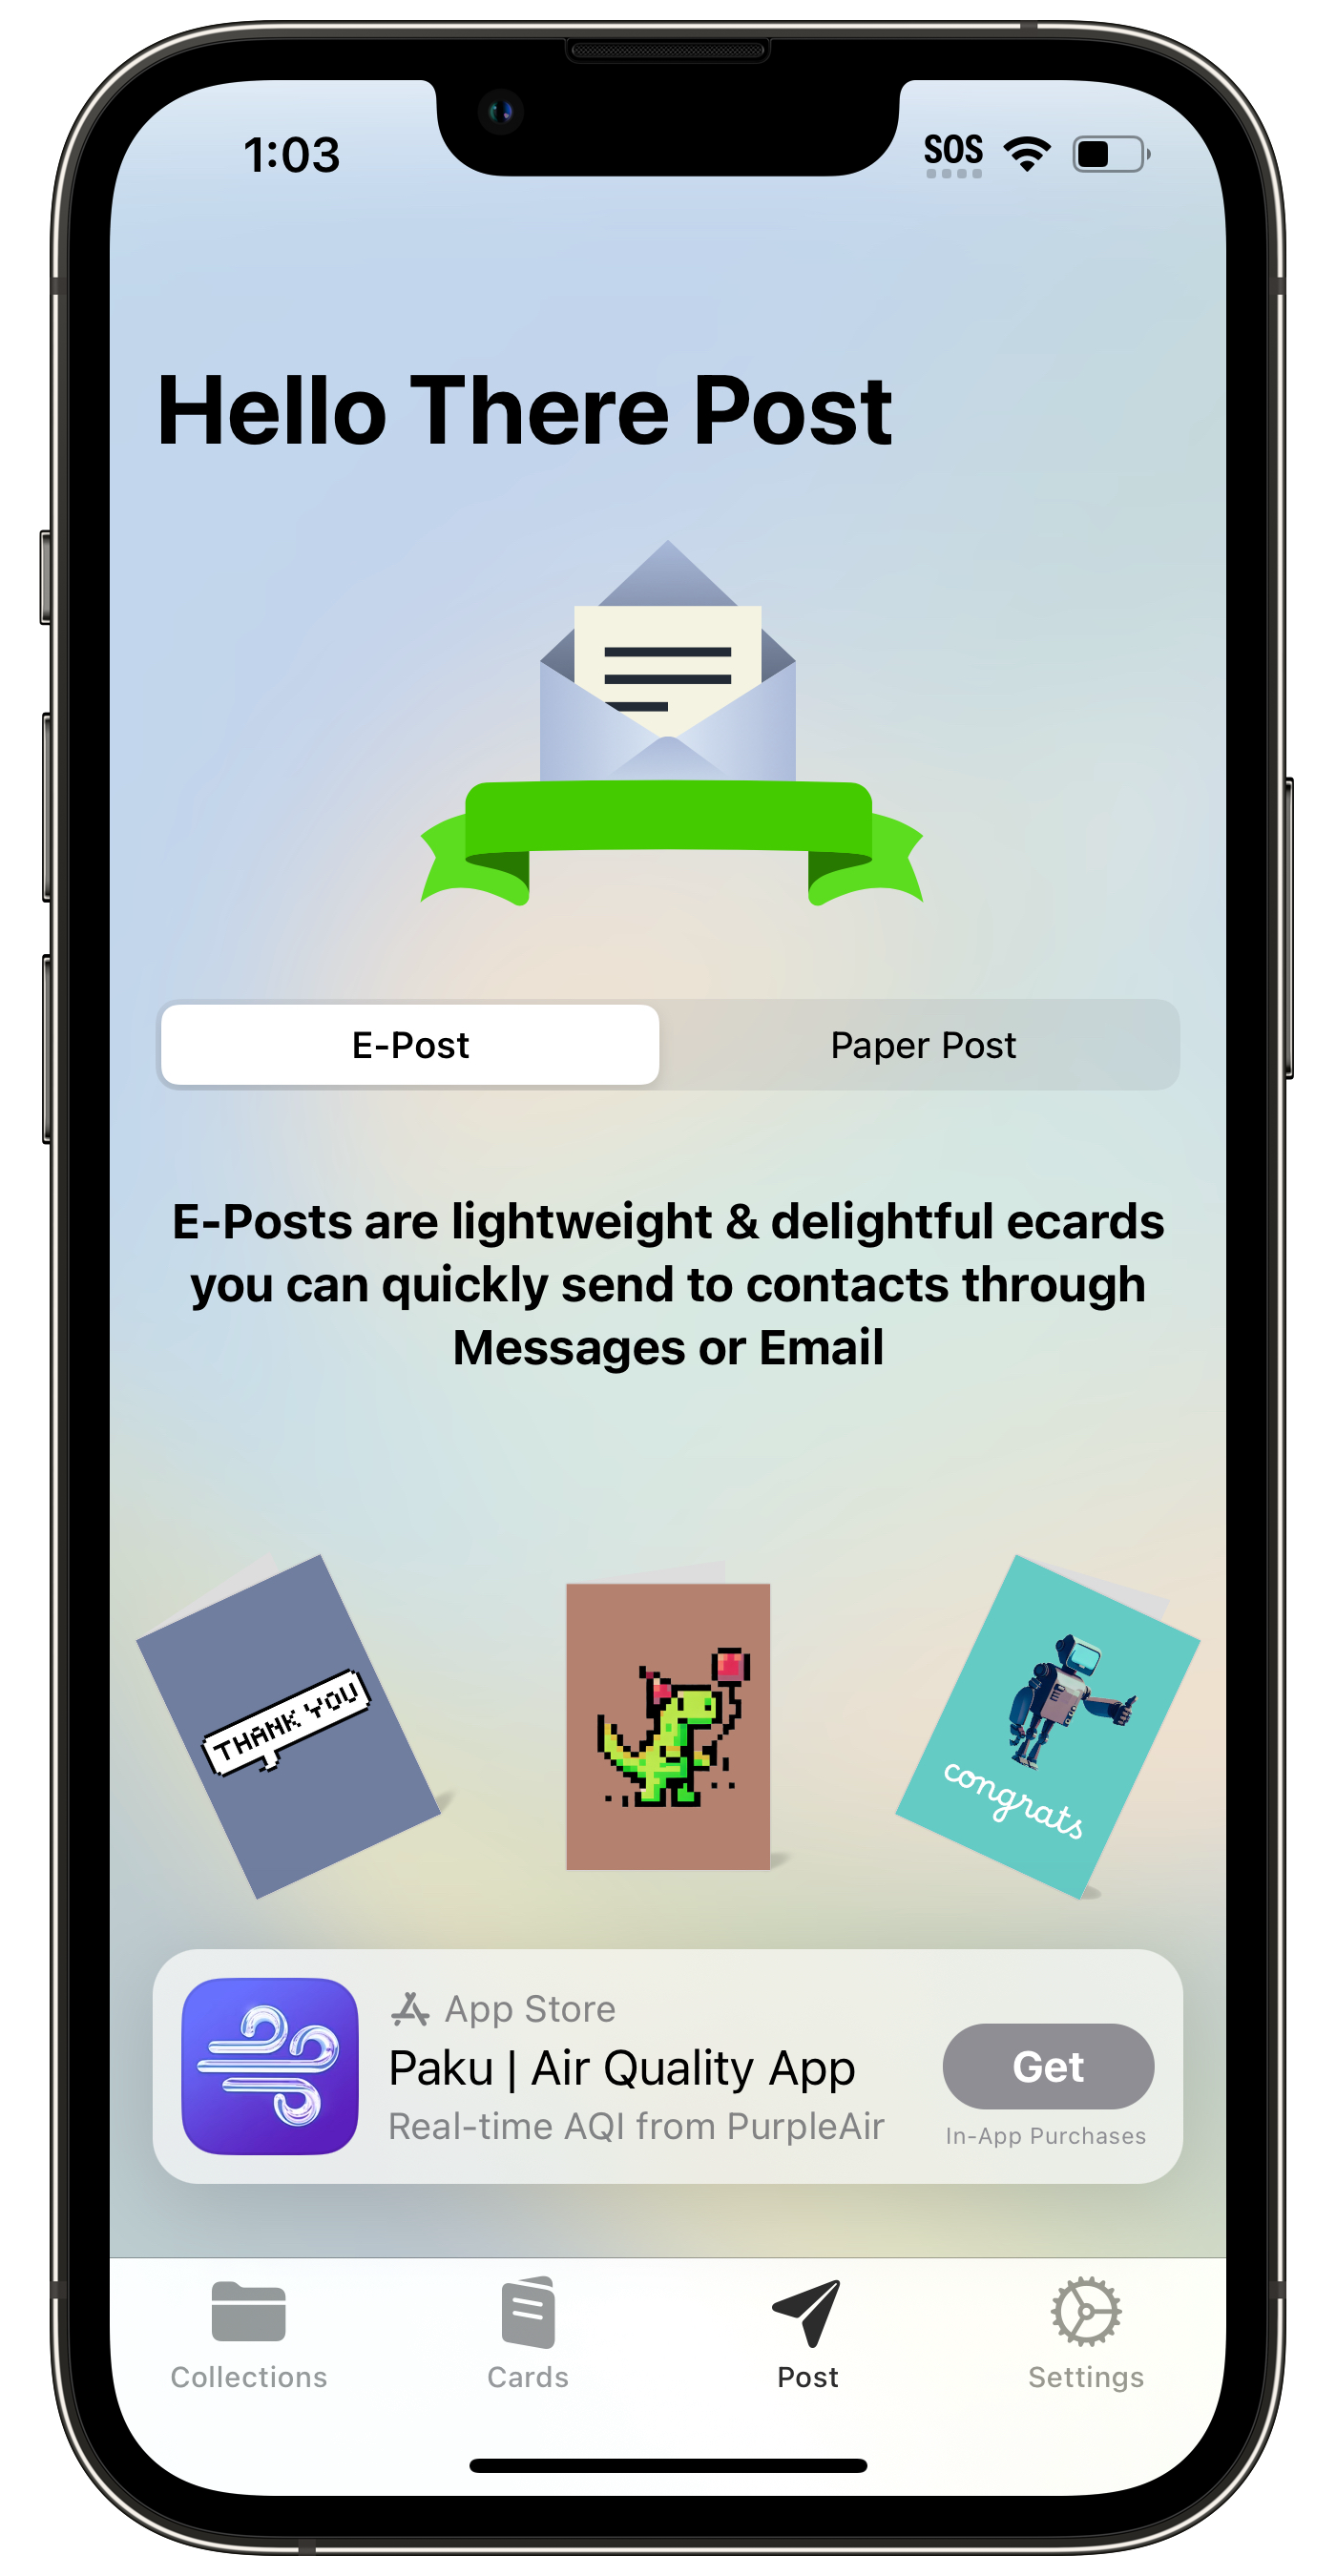 1:03
SOS
Hello There Post
E-Post
Paper Post
E-Posts are lightweight & delightful ecards
you can quickly send to contacts through
Messages or Email
THANK YOU
congrats
App Store
Paku | Air Quality App
Real-time AQI from PurpleAir
Get
In-App Purchases
Collections
Cards
Post
Settings